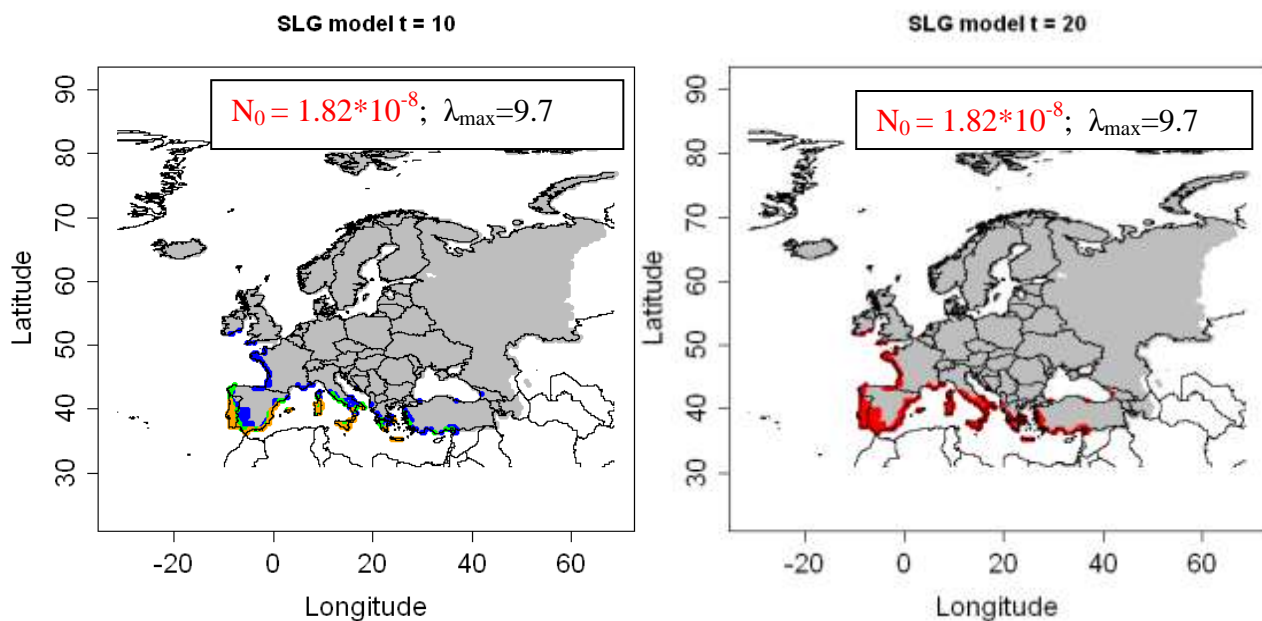 SLG model t = 10
N₀ = 1.82*10⁻⁸; λmax=9.7
90
80
70
60
50
40
30
Latitude
-20 0 20 40 60
Longitude
SLG model t = 20
N₀ = 1.82*10⁻⁸; λmax=9.7
90
80
70
60
50
40
30
Latitude
-20 0 20 40 60
Longitude